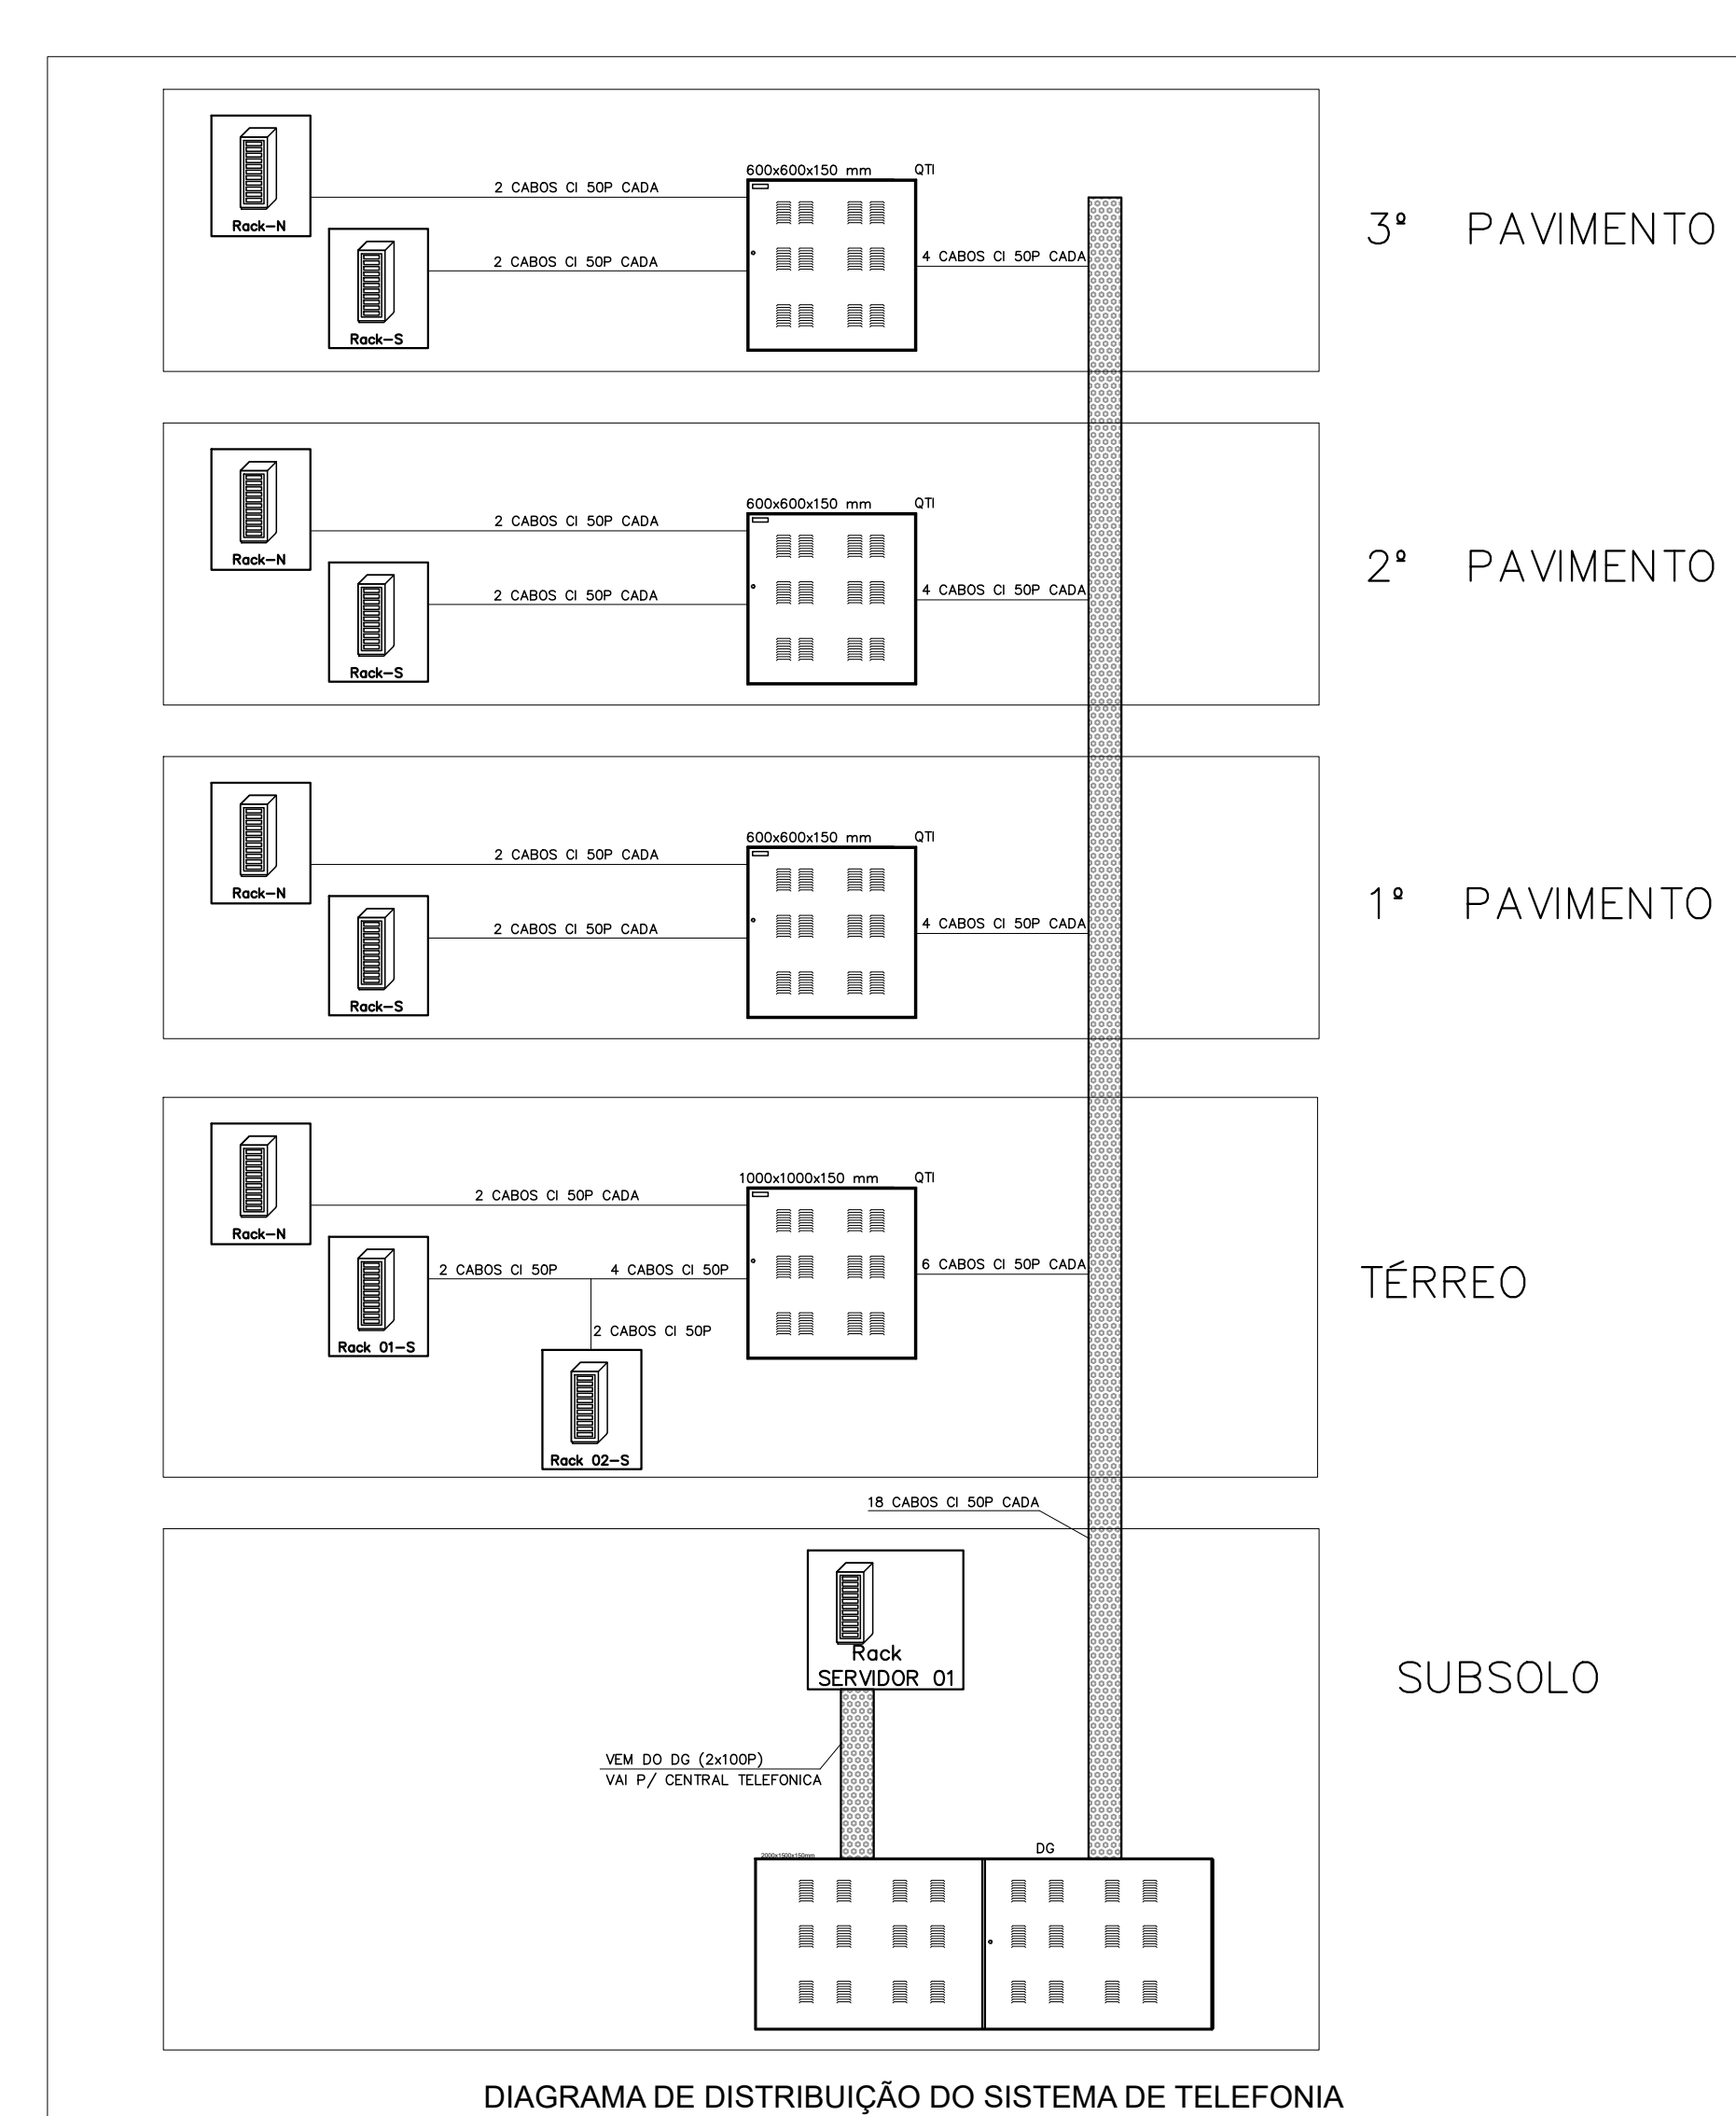 600x600x150 mm QTI
2 CABOS CI 50P CADA
Rack-N
3º PAVIMENTO
4 CABOS CI 50P CADA
2 CABOS CI 50P CADA
Rack-S
600x600x150 mm QTI
2 CABOS CI 50P CADA
Rack-N
2º PAVIMENTO
4 CABOS CI 50P CADA
2 CABOS CI 50P CADA
Rack-S
600x600x150 mm QTI
2 CABOS CI 50P CADA
Rack-N
1º PAVIMENTO
4 CABOS CI 50P CADA
2 CABOS CI 50P CADA
Rack-S
1000x1000x150 mm QTI
2 CABOS CI 50P CADA
Rack-N
6 CABOS CI 50P CADA
2 CABOS CI 50P 4 CABOS CI 50P
TÉRREO
2 CABOS CI 50P
Rack 01-S
Rack 02-S
18 CABOS CI 50P CADA
Rack
SERVIDOR 01
SUBSOLO
VEM DO DG (2x100P)
VAI P/ CENTRAL TELEFONICA
DG
2000x1500x150mm
DIAGRAMA DE DISTRIBUIÇÃO DO SISTEMA DE TELEFONIA